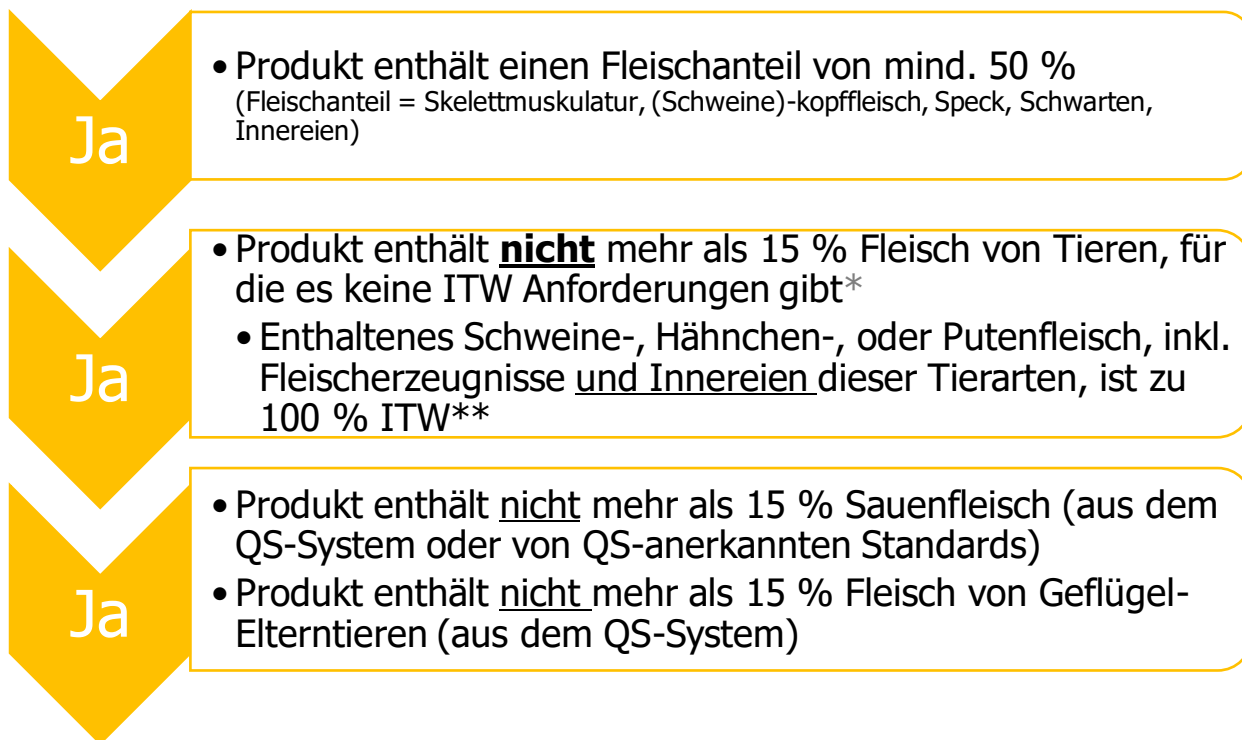 Ja
• Produkt enthält einen Fleischanteil von mind. 50 %
(Fleischanteil = Skelettmuskulatur, (Schweine)-kopffleisch, Speck, Schwarten,
Innereien)
Ja
• Produkt enthält nicht mehr als 15 % Fleisch von Tieren, für
die es keine ITW Anforderungen gibt*
• Enthaltenes Schweine-, Hähnchen-, oder Putenfleisch, inkl.
Fleischerzeugnisse und Innereien dieser Tierarten, ist zu
100 % ITW**
Ja
• Produkt enthält nicht mehr als 15 % Sauenfleisch (aus dem
QS-System oder von QS-anerkannten Standards)
• Produkt enthält nicht mehr als 15 % Fleisch von Geflügel-
Elterntieren (aus dem QS-System)